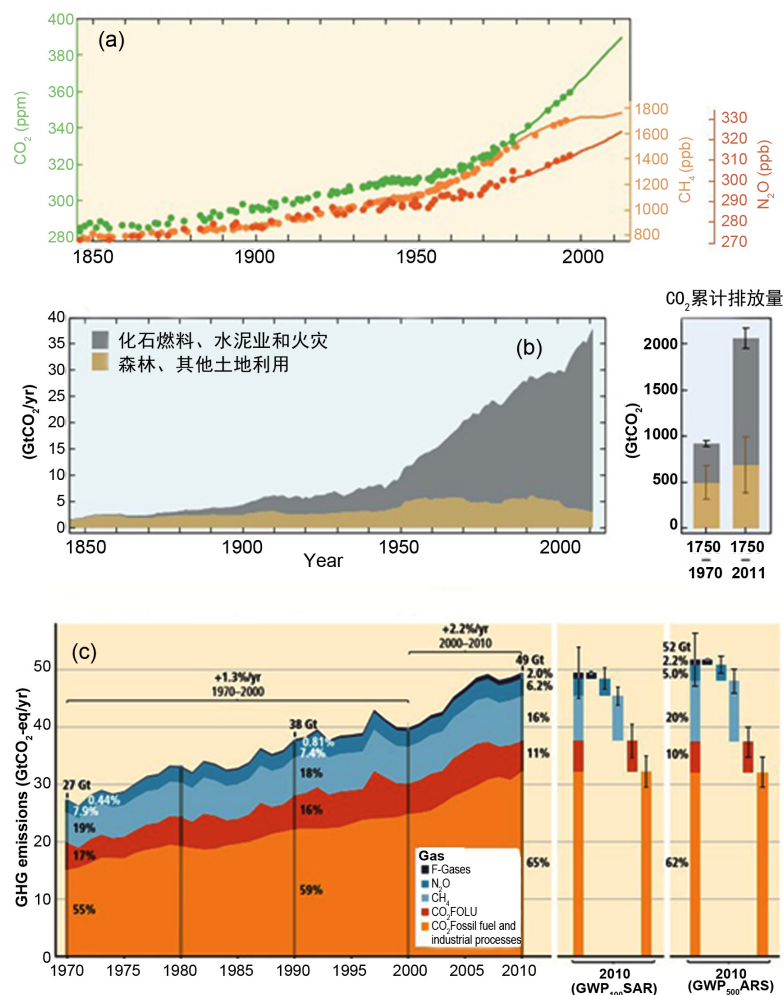 (a)
400
380
360
340
320
300
280
CO₂ (ppm)
1800
1600
1400
1200
1000
800
CH₄ (ppb)
330
320
310
300
290
280
270
N₂O (ppb)
1850 1900 1950 2000
CO₂累计排放量
(b)
化石燃料、水泥业和火灾
森林、其他土地利用
40
35
30
25
20
15
10
5
0
(GtCO₂/yr)
1850 1900 1950 2000
Year
2000
1500
1000
500
0
(GtCO₂)
1750 1750
– –
1970 2011
(c)
+2.2%/yr
2000–2010
+1.3%/yr
1970–2000
50
40
30
20
10
0
GHG emissions (GtCO₂-eq/yr)
27 Gt
0.44%
7.9%
19%
17%
55%
38 Gt
0.81%
7.4%
18%
16%
59%
49 Gt
2.0%
6.2%
16%
11%
65%
Gas
F-Gases
N₂O
CH₄
CO₂FOLU
CO₂Fossil fuel and
industrial processes
1970 1975 1980 1985 1990 1995 2000 2005 2010
52 Gt
2.2%
5.0%
20%
10%
62%
2010
(GWP₁₀₀SAR)
2010
(GWP₅₀₀ARS)